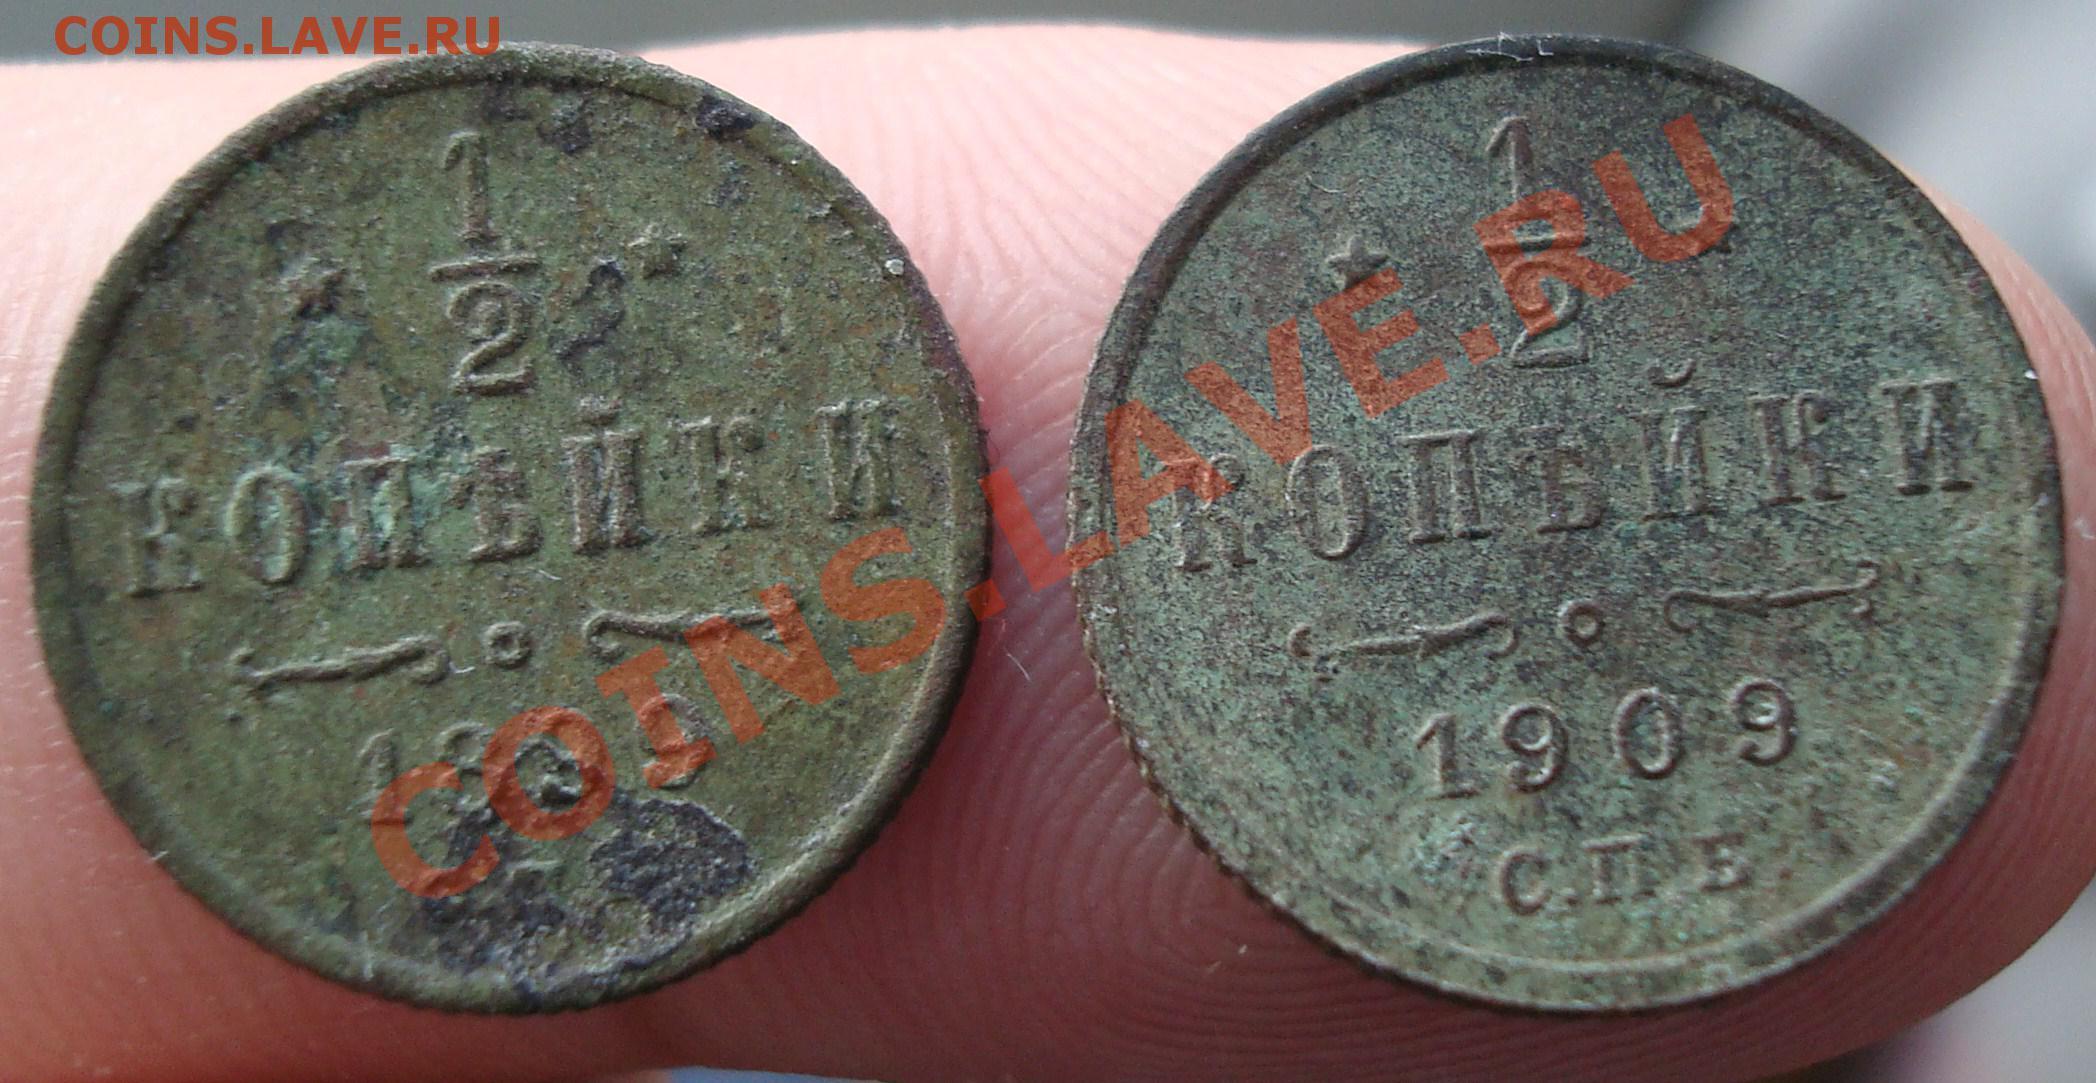 COINS.LAVE.RU
1
2
КОПѢЙКИ
1
2
КОПѢЙКИ
1909
С.П.Б.
COINS.LAVE.RU